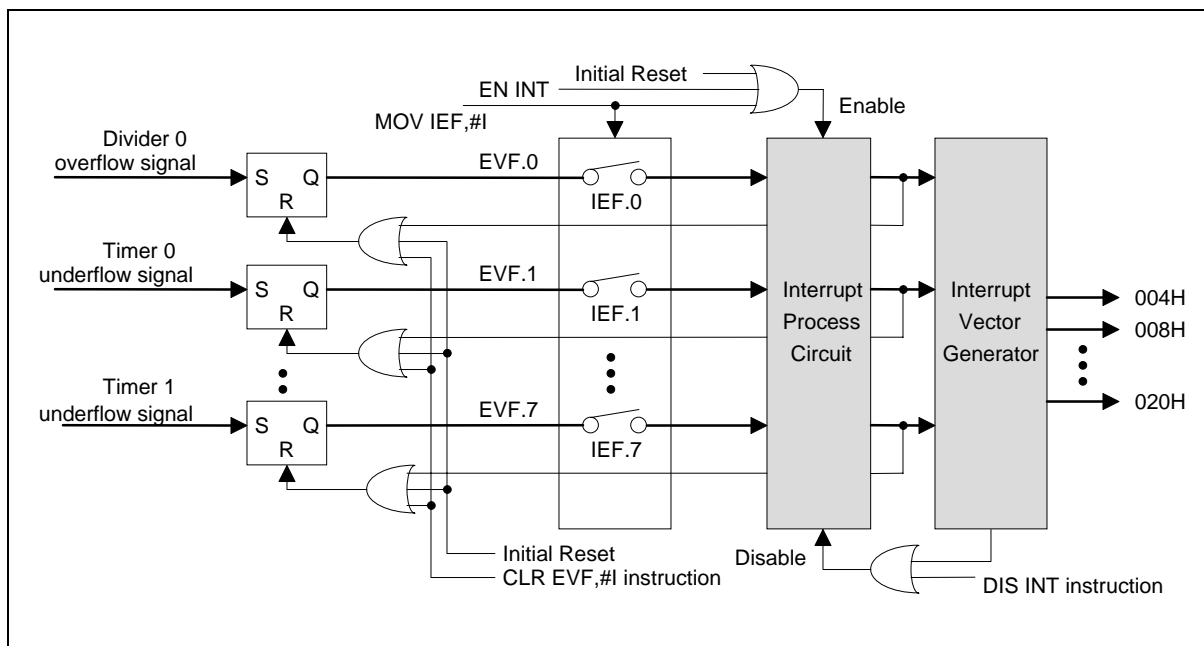 Initial Reset
EN INT
MOV IEF,#I
Enable
Divider 0
overflow signal
S Q
R
EVF.0
IEF.0
Timer 0
underflow signal
S Q
R
EVF.1
IEF.1
Interrupt
Process
Circuit
Interrupt
Vector
Generator
004H
008H
020H
Timer 1
underflow signal
S Q
R
EVF.7
IEF.7
Initial Reset
CLR EVF,#I instruction
Disable
DIS INT instruction